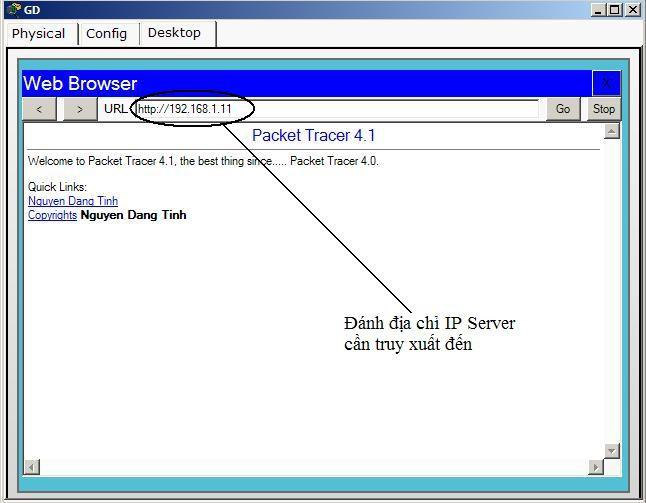 GD
Physical Config Desktop
Web Browser X
< > URL http://192.168.1.11 Go Stop
Packet Tracer 4.1
Welcome to Packet Tracer 4.1, the best thing since..... Packet Tracer 4.0.
Quick Links:
Nguyen Dang Tinh
Copyrights Nguyen Dang Tinh
Đánh địa chỉ IP Server
cần truy xuất đến